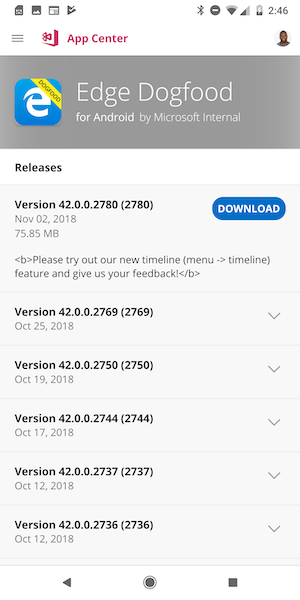 2:46
App Center
DOGFOOD
Edge Dogfood
for Android by Microsoft Internal
Releases
Version 42.0.0.2780 (2780)
DOWNLOAD
Nov 02, 2018
75.85 MB
<b>Please try out our new timeline (menu -> timeline)
feature and give us your feedback!</b>
Version 42.0.0.2769 (2769)
Oct 25, 2018
Version 42.0.0.2750 (2750)
Oct 19, 2018
Version 42.0.0.2744 (2744)
Oct 17, 2018
Version 42.0.0.2737 (2737)
Oct 12, 2018
Version 42.0.0.2736 (2736)
Oct 12, 2018